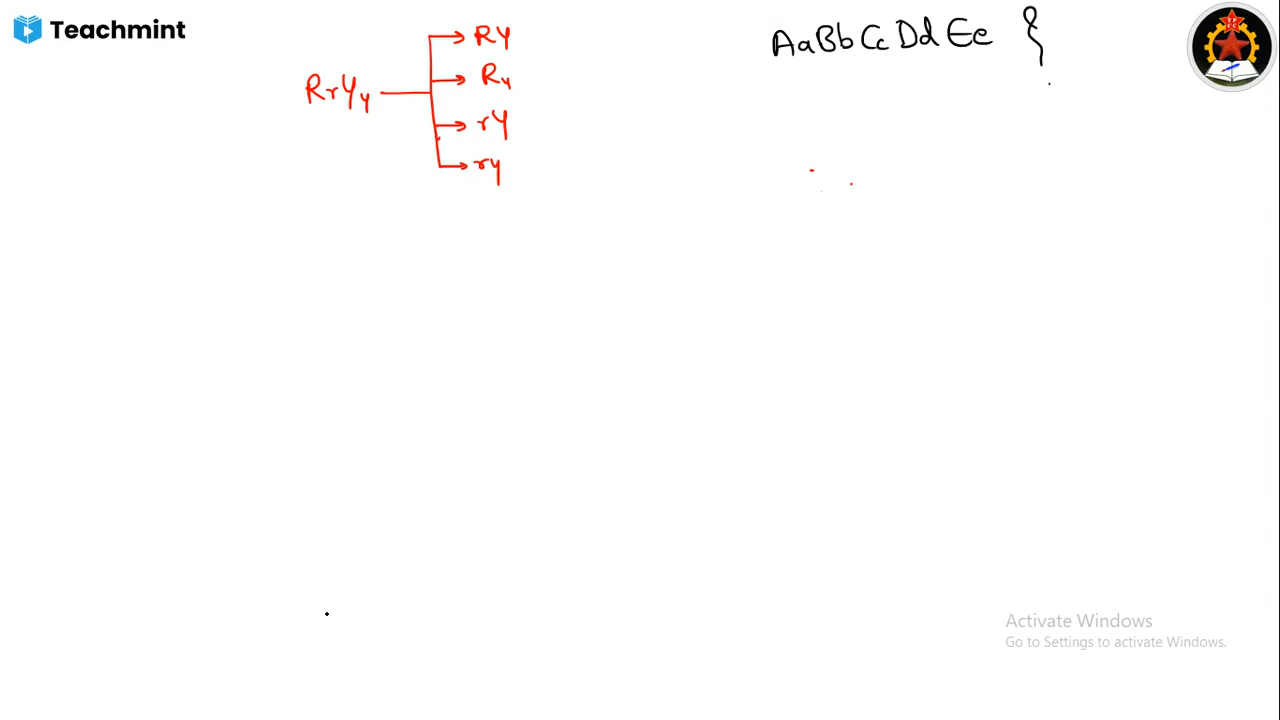 Teachmint
RrYy
RY
Ry
rY
ry
AaBbCcDdEe {
Activate Windows
Go to Settings to activate Windows.